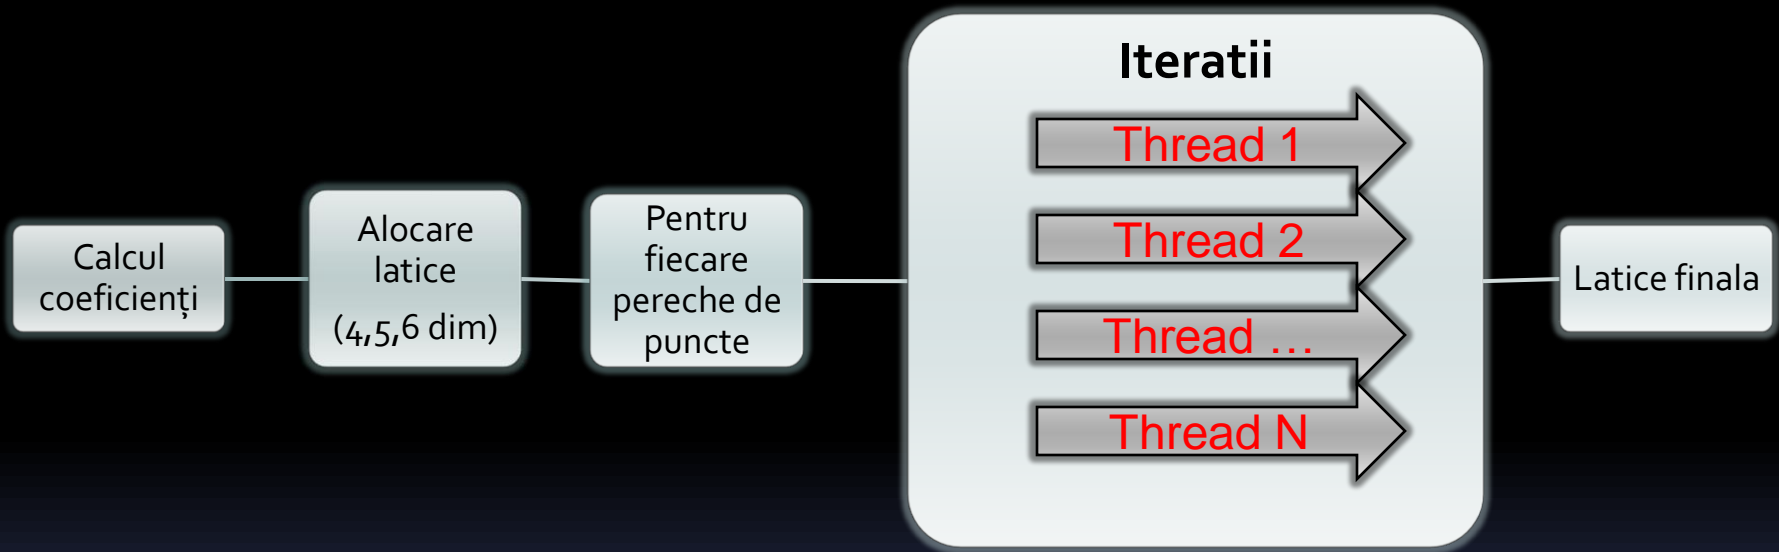 Calcul
coeficienți
Alocare
latice
(4,5,6 dim)
Pentru
fiecare
pereche de
puncte
Iteratii
Thread 1
Thread 2
Thread ...
Thread N
Latice finala